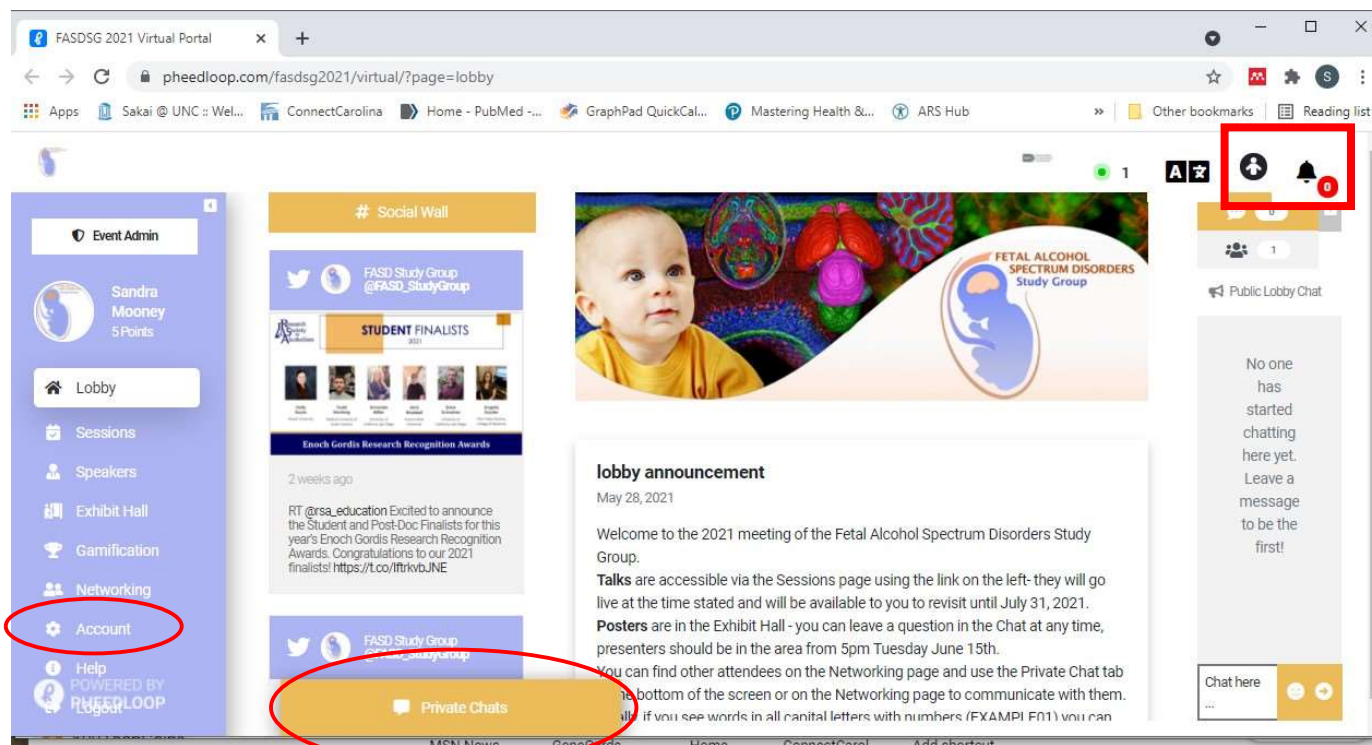 FASDSG 2021 Virtual Portal
pheedloop.com/fasdsg2021/virtual/?page=lobby
S
Apps Sakai @ UNC :: Wel... ConnectCarolina Home - PubMed -... GraphPad QuickCal... Mastering Health &... ARS Hub » Other bookmarks Reading list
1
0
Event Admin
Sandra
Mooney
5 Points
Lobby
Sessions
Speakers
Exhibit Hall
Gamification
Networking
Account
Help
POWERED BY
PHEEDLOOP
Logout
# Social Wall
FASD Study Group
@FASD_StudyGroup
STUDENT FINALISTS
2021
Enoch Gordis Research Recognition Awards
2 weeks ago
RT @rsa_education Excited to announce
the Student and Post-Doc Finalists for this
year's Enoch Gordis Research Recognition
Awards. Congratulations to our 2021
finalists! https://t.co/IftrkvbJNE
FASD Study Group
@FASD_StudyGroup
Private Chats
FETAL ALCOHOL
SPECTRUM DISORDERS
Study Group
lobby announcement
May 28, 2021
Welcome to the 2021 meeting of the Fetal Alcohol Spectrum Disorders Study
Group.
Talks are accessible via the Sessions page using the link on the left- they will go
live at the time stated and will be available to you to revisit until July 31, 2021.
Posters are in the Exhibit Hall - you can leave a question in the Chat at any time,
presenters should be in the area from 5pm Tuesday June 15th.
You can find other attendees on the Networking page and use the Private Chat tab
bottom of the screen or on the Networking page to communicate with them.
if you see words in all capital letters with numbers (EXAMPLE01) you can
0
1
Public Lobby Chat
No one
has
started
chatting
here yet.
Leave a
message
to be the
first!
Chat here
...
MSN News GeneCards Home ConnectCarol Add shortcut